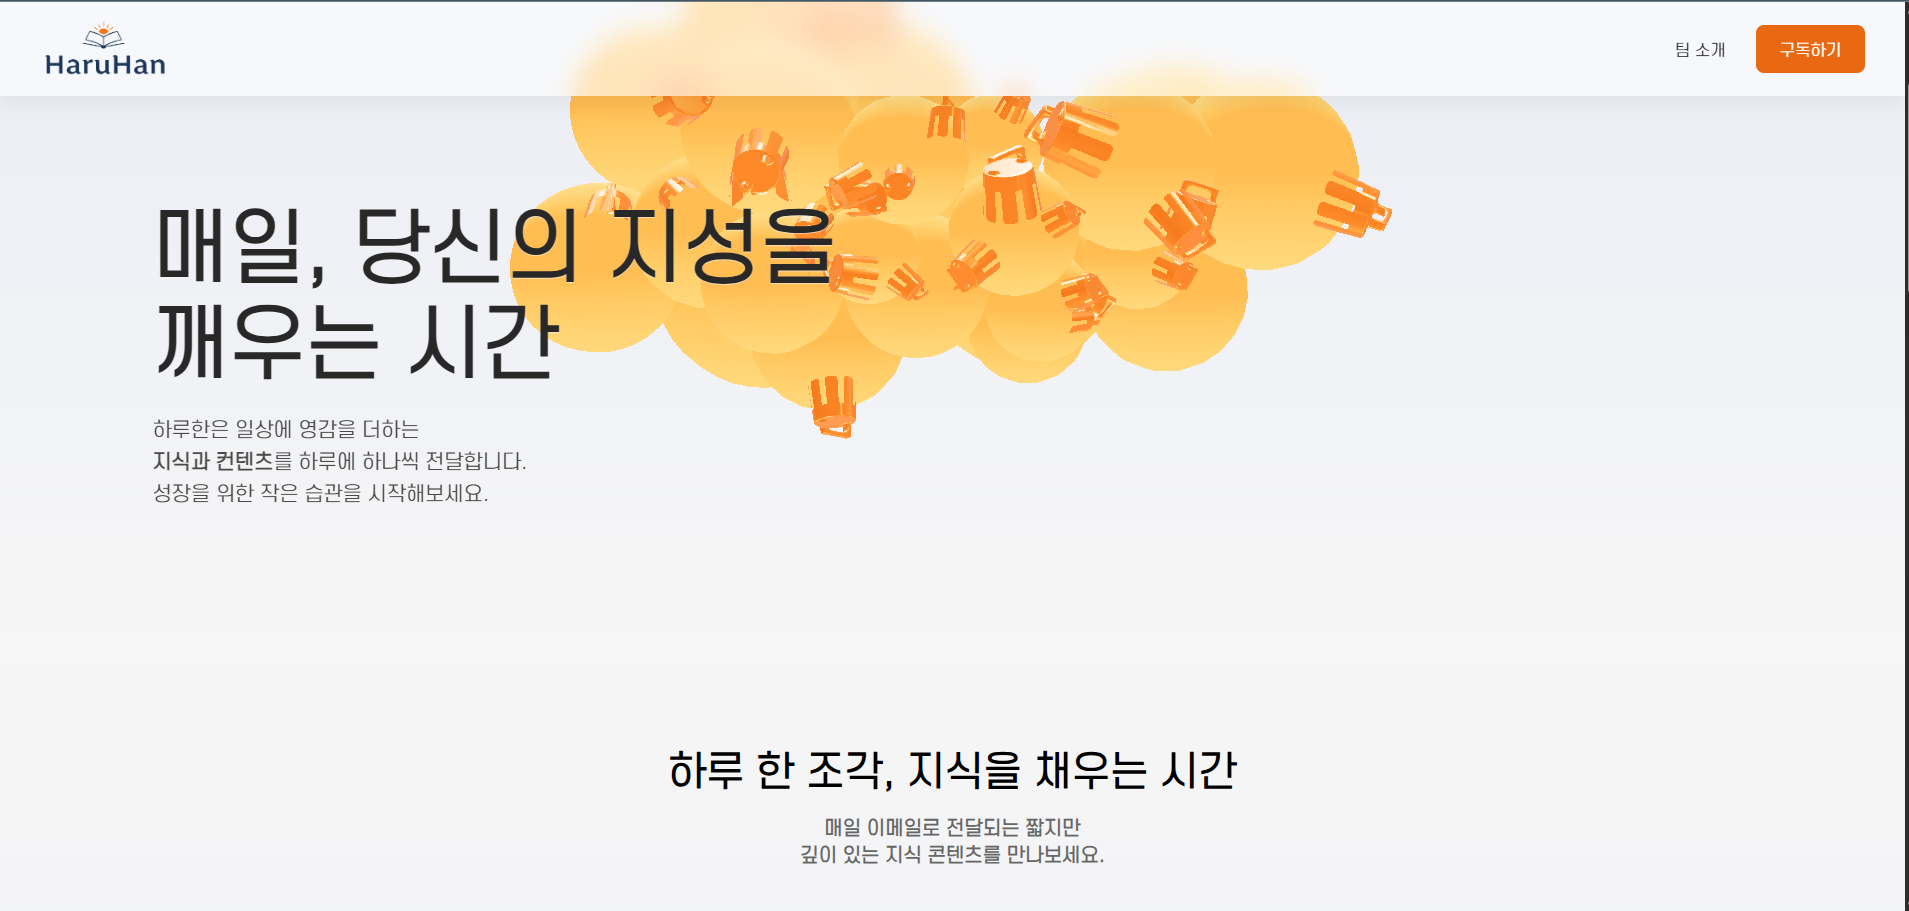 HaruHan
팀 소개
구독하기
매일, 당신의 지성을
깨우는 시간
하루한은 일상에 영감을 더하는
지식과 컨텐츠를 하루에 하나씩 전달합니다.
성장을 위한 작은 습관을 시작해보세요.
하루 한 조각, 지식을 채우는 시간
매일 이메일로 전달되는 짧지만
깊이 있는 지식 콘텐츠를 만나보세요.